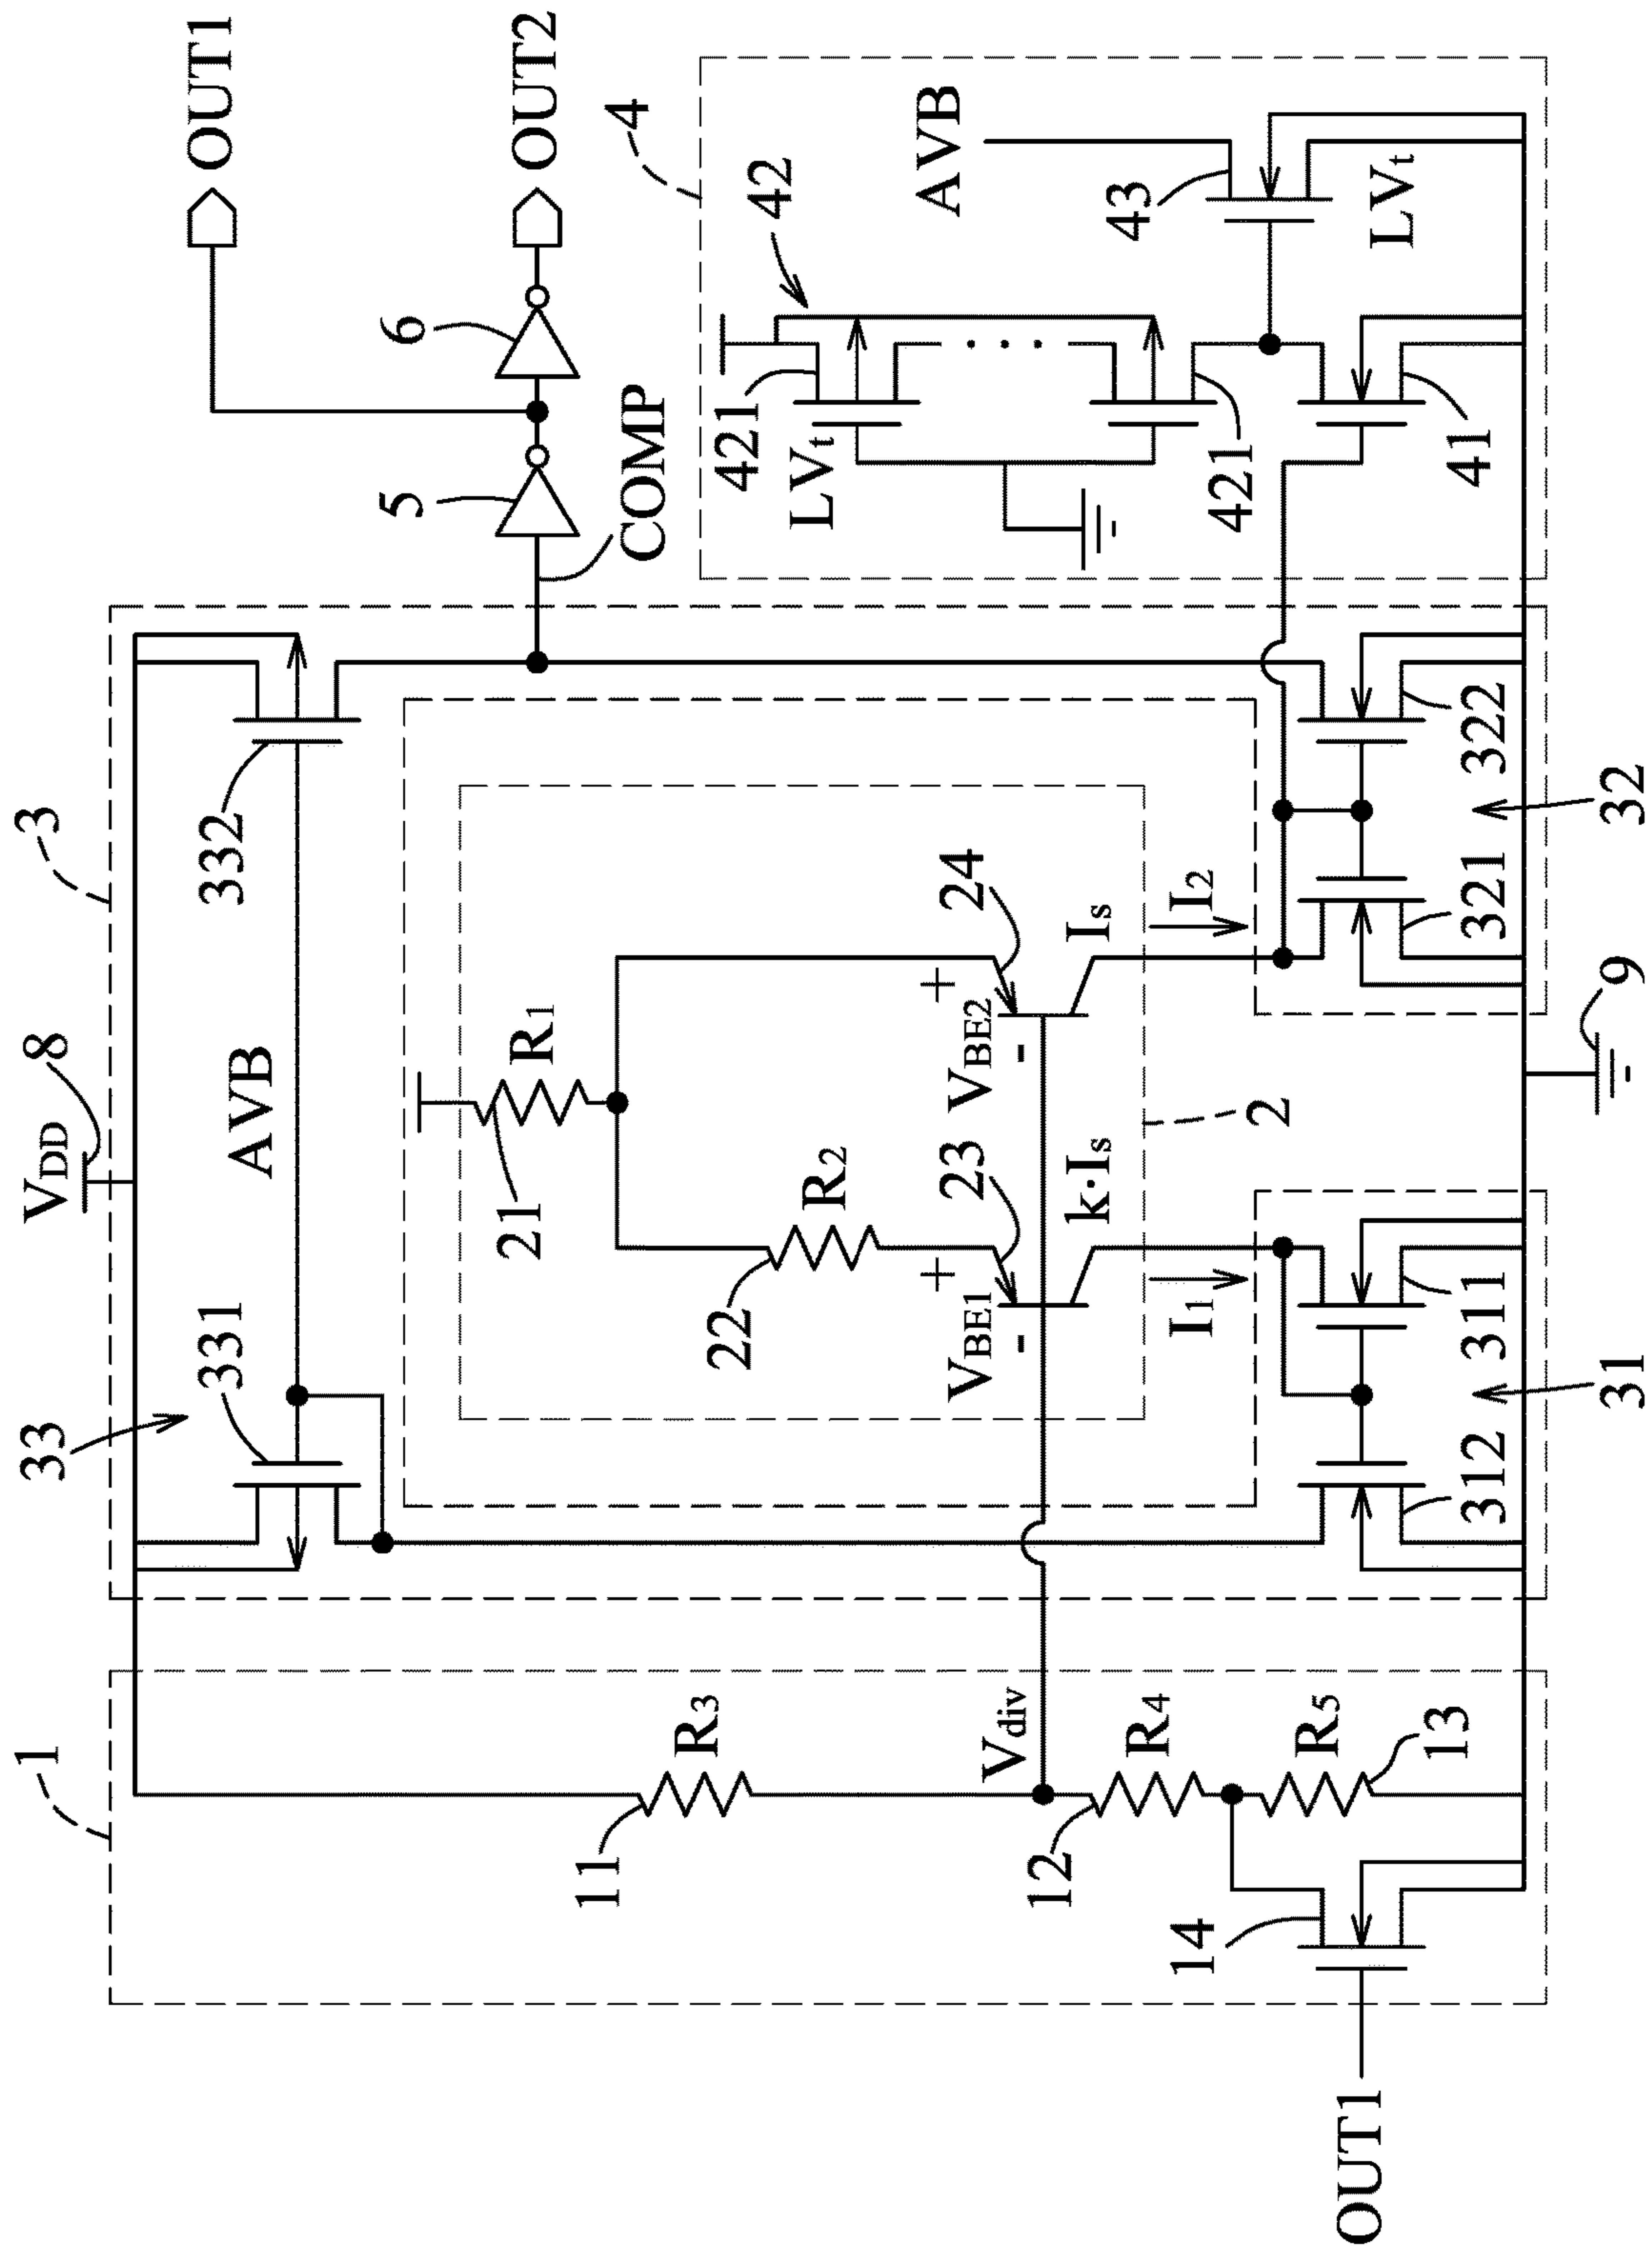 OUT1
OUT2
3
VDD
8
33
331
AVB
332
6
5
COMP
4
42
421
LVt
421
AVB
43
LVt
41
1
11
R3
Vdiv
12
R4
R5
13
14
OUT1
21
R1
22
R2
23
24
VBE1
+
-
VBE2
+
-
k·Is
Is
2
I1
I2
312
311
31
321
322
32
9